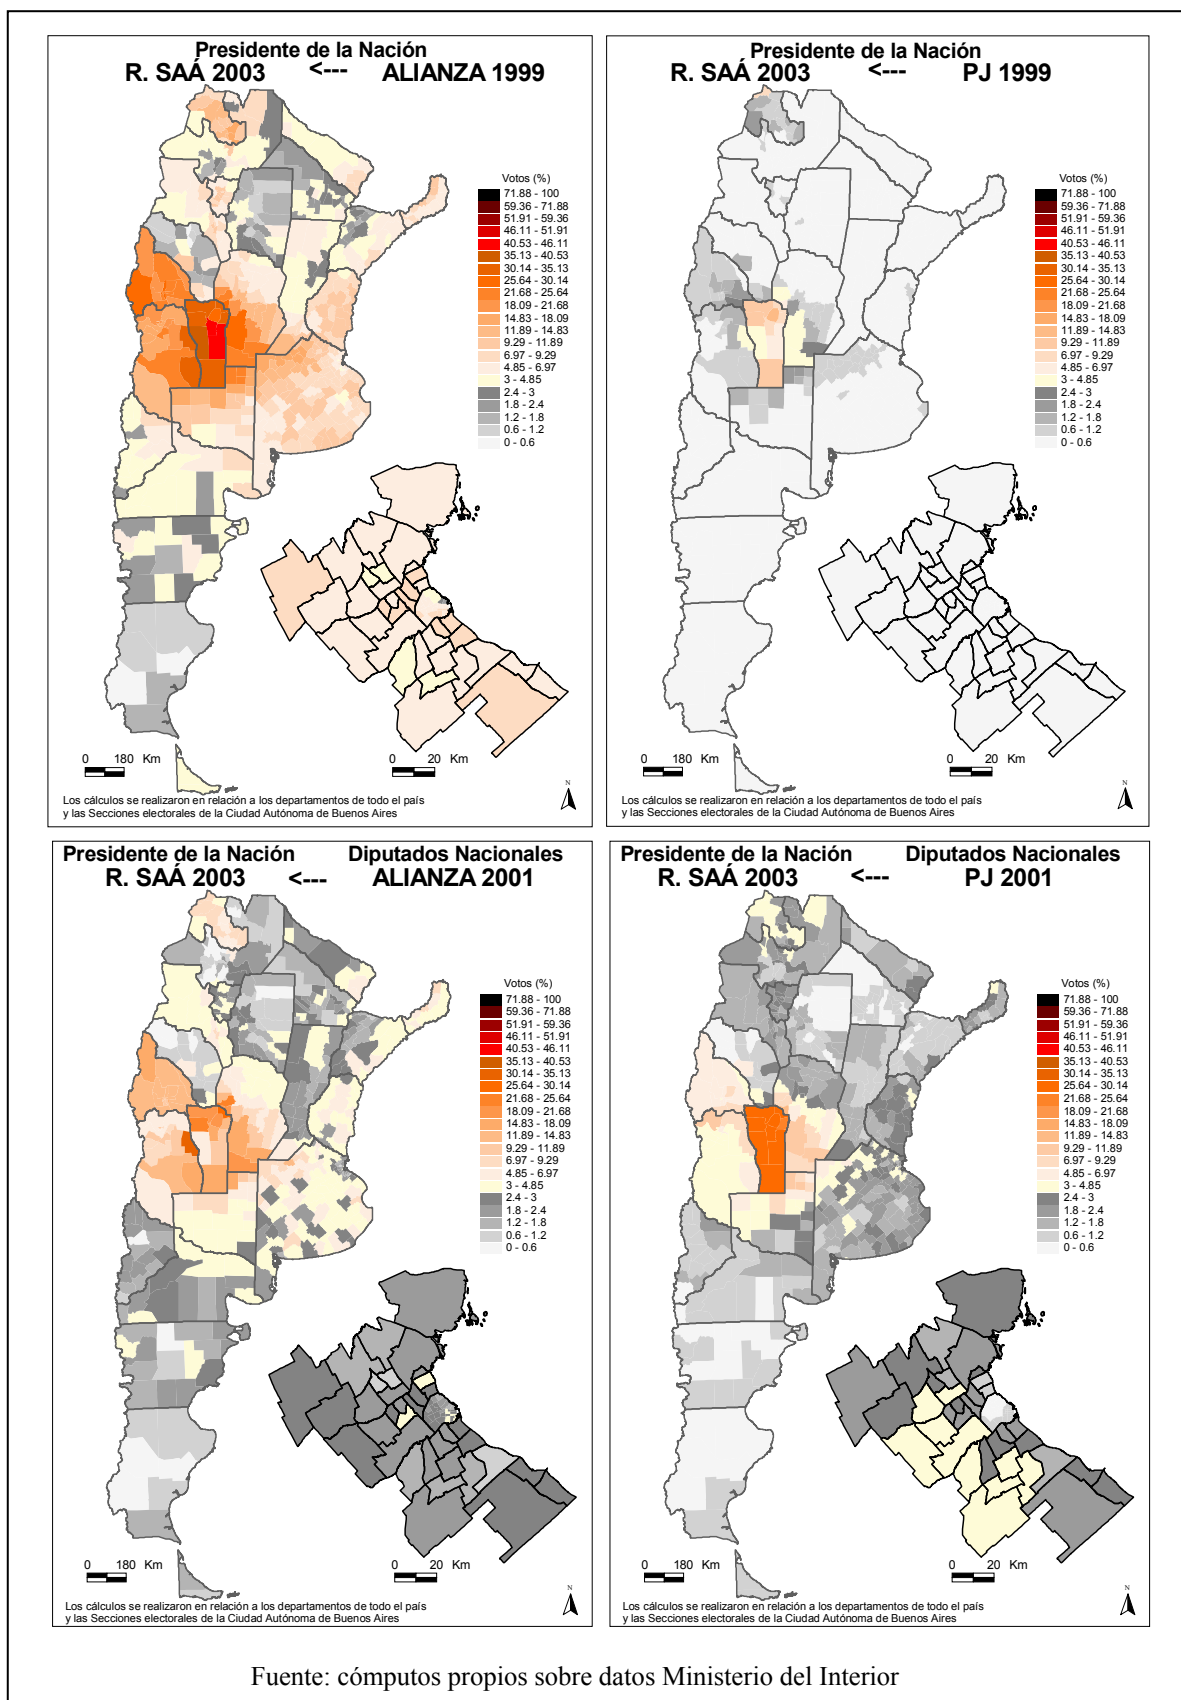 Presidente de la Nación
R. SAÁ 2003 <--- ALIANZA 1999
Votos (%)
71.88 - 100
59.36 - 71.88
51.91 - 59.36
46.11 - 51.91
40.53 - 46.11
35.13 - 40.53
30.14 - 35.13
25.64 - 30.14
21.68 - 25.64
18.09 - 21.68
14.83 - 18.09
11.89 - 14.83
9.29 - 11.89
6.97 - 9.29
4.85 - 6.97
3 - 4.85
2.4 - 3
1.8 - 2.4
1.2 - 1.8
0.6 - 1.2
0 - 0.6
0 180 Km
0 20 Km
N
Los cálculos se realizaron en relación a los departamentos de todo el país
y las Secciones electorales de la Ciudad Autónoma de Buenos Aires
Presidente de la Nación
R. SAÁ 2003 <--- PJ 1999
Votos (%)
71.88 - 100
59.36 - 71.88
51.91 - 59.36
46.11 - 51.91
40.53 - 46.11
35.13 - 40.53
30.14 - 35.13
25.64 - 30.14
21.68 - 25.64
18.09 - 21.68
14.83 - 18.09
11.89 - 14.83
9.29 - 11.89
6.97 - 9.29
4.85 - 6.97
3 - 4.85
2.4 - 3
1.8 - 2.4
1.2 - 1.8
0.6 - 1.2
0 - 0.6
0 180 Km
0 20 Km
N
Los cálculos se realizaron en relación a los departamentos de todo el país
y las Secciones electorales de la Ciudad Autónoma de Buenos Aires
Presidente de la Nación Diputados Nacionales
R. SAÁ 2003 <--- ALIANZA 2001
Votos (%)
71.88 - 100
59.36 - 71.88
51.91 - 59.36
46.11 - 51.91
40.53 - 46.11
35.13 - 40.53
30.14 - 35.13
25.64 - 30.14
21.68 - 25.64
18.09 - 21.68
14.83 - 18.09
11.89 - 14.83
9.29 - 11.89
6.97 - 9.29
4.85 - 6.97
3 - 4.85
2.4 - 3
1.8 - 2.4
1.2 - 1.8
0.6 - 1.2
0 - 0.6
0 180 Km
0 20 Km
N
Los cálculos se realizaron en relación a los departamentos de todo el país
y las Secciones electorales de la Ciudad Autónoma de Buenos Aires
Presidente de la Nación Diputados Nacionales
R. SAÁ 2003 <--- PJ 2001
Votos (%)
71.88 - 100
59.36 - 71.88
51.91 - 59.36
46.11 - 51.91
40.53 - 46.11
35.13 - 40.53
30.14 - 35.13
25.64 - 30.14
21.68 - 25.64
18.09 - 21.68
14.83 - 18.09
11.89 - 14.83
9.29 - 11.89
6.97 - 9.29
4.85 - 6.97
3 - 4.85
2.4 - 3
1.8 - 2.4
1.2 - 1.8
0.6 - 1.2
0 - 0.6
0 180 Km
0 20 Km
N
Los cálculos se realizaron en relación a los departamentos de todo el país
y las Secciones electorales de la Ciudad Autónoma de Buenos Aires
Fuente: cómputos propios sobre datos Ministerio del Interior